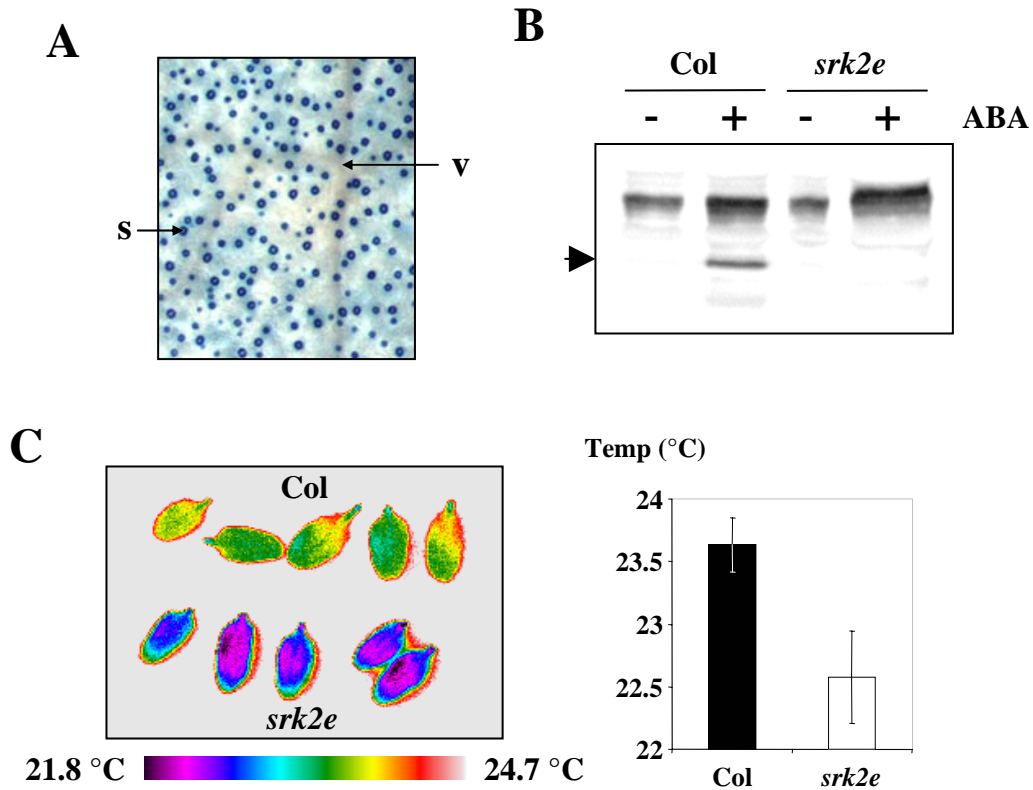 A
v
s
B
Col srk2e
- + - + ABA
C
Col
srk2e
21.8 °C 24.7 °C
Temp (°C)
24
23.5
23
22.5
22
Col srk2e